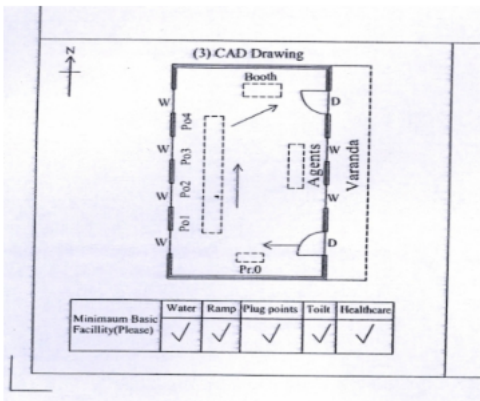 N
(3) CAD Drawing
Booth
W
D
Po4
W
Po3
Agents
W
Varanda
W
Po2
W
Po1
W
D
Pr.0
Minimaum Basic
Facillity(Please)
Water Ramp Plug points Toilt Healthcare
✓ ✓ ✓ ✓ ✓